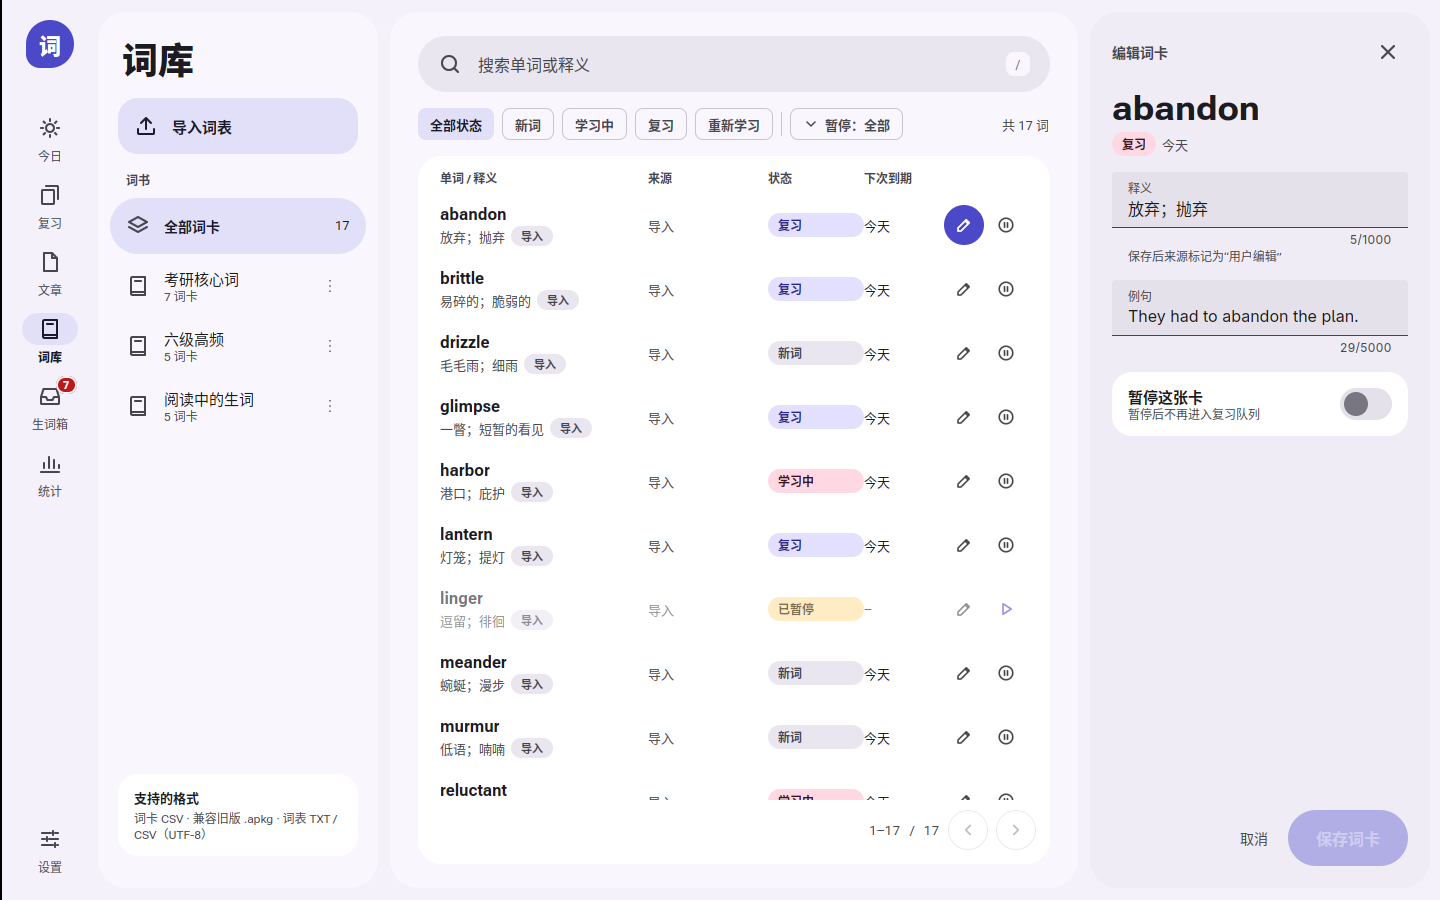 词
今日
复习
文章
词库
7
生词箱
统计
设置
词库
导入词表
词书
全部词卡 17
考研核心词
7 词卡
六级高频
5 词卡
阅读中的生词
5 词卡
支持的格式
词卡 CSV · 兼容旧版 .apkg · 词表 TXT /
CSV（UTF-8）
搜索单词或释义 /
全部状态 新词 学习中 复习 重新学习 暂停：全部 共 17 词
单词 / 释义 来源 状态 下次到期
abandon
放弃；抛弃 导入 导入 复习 今天
brittle
易碎的；脆弱的 导入 导入 复习 今天
drizzle
毛毛雨；细雨 导入 导入 新词 今天
glimpse
一瞥；短暂的看见 导入 导入 复习 今天
harbor
港口；庇护 导入 导入 学习中 今天
lantern
灯笼；提灯 导入 导入 复习 今天
linger
逗留；徘徊 导入 导入 已暂停 –
meander
蜿蜒；漫步 导入 导入 新词 今天
murmur
低语；喃喃 导入 导入 新词 今天
reluctant
学习中
1–17 / 17
编辑词卡
abandon
复习 今天
释义
放弃；抛弃
5/1000
保存后来源标记为“用户编辑”
例句
They had to abandon the plan.
29/5000
暂停这张卡
暂停后不再进入复习队列
取消 保存词卡